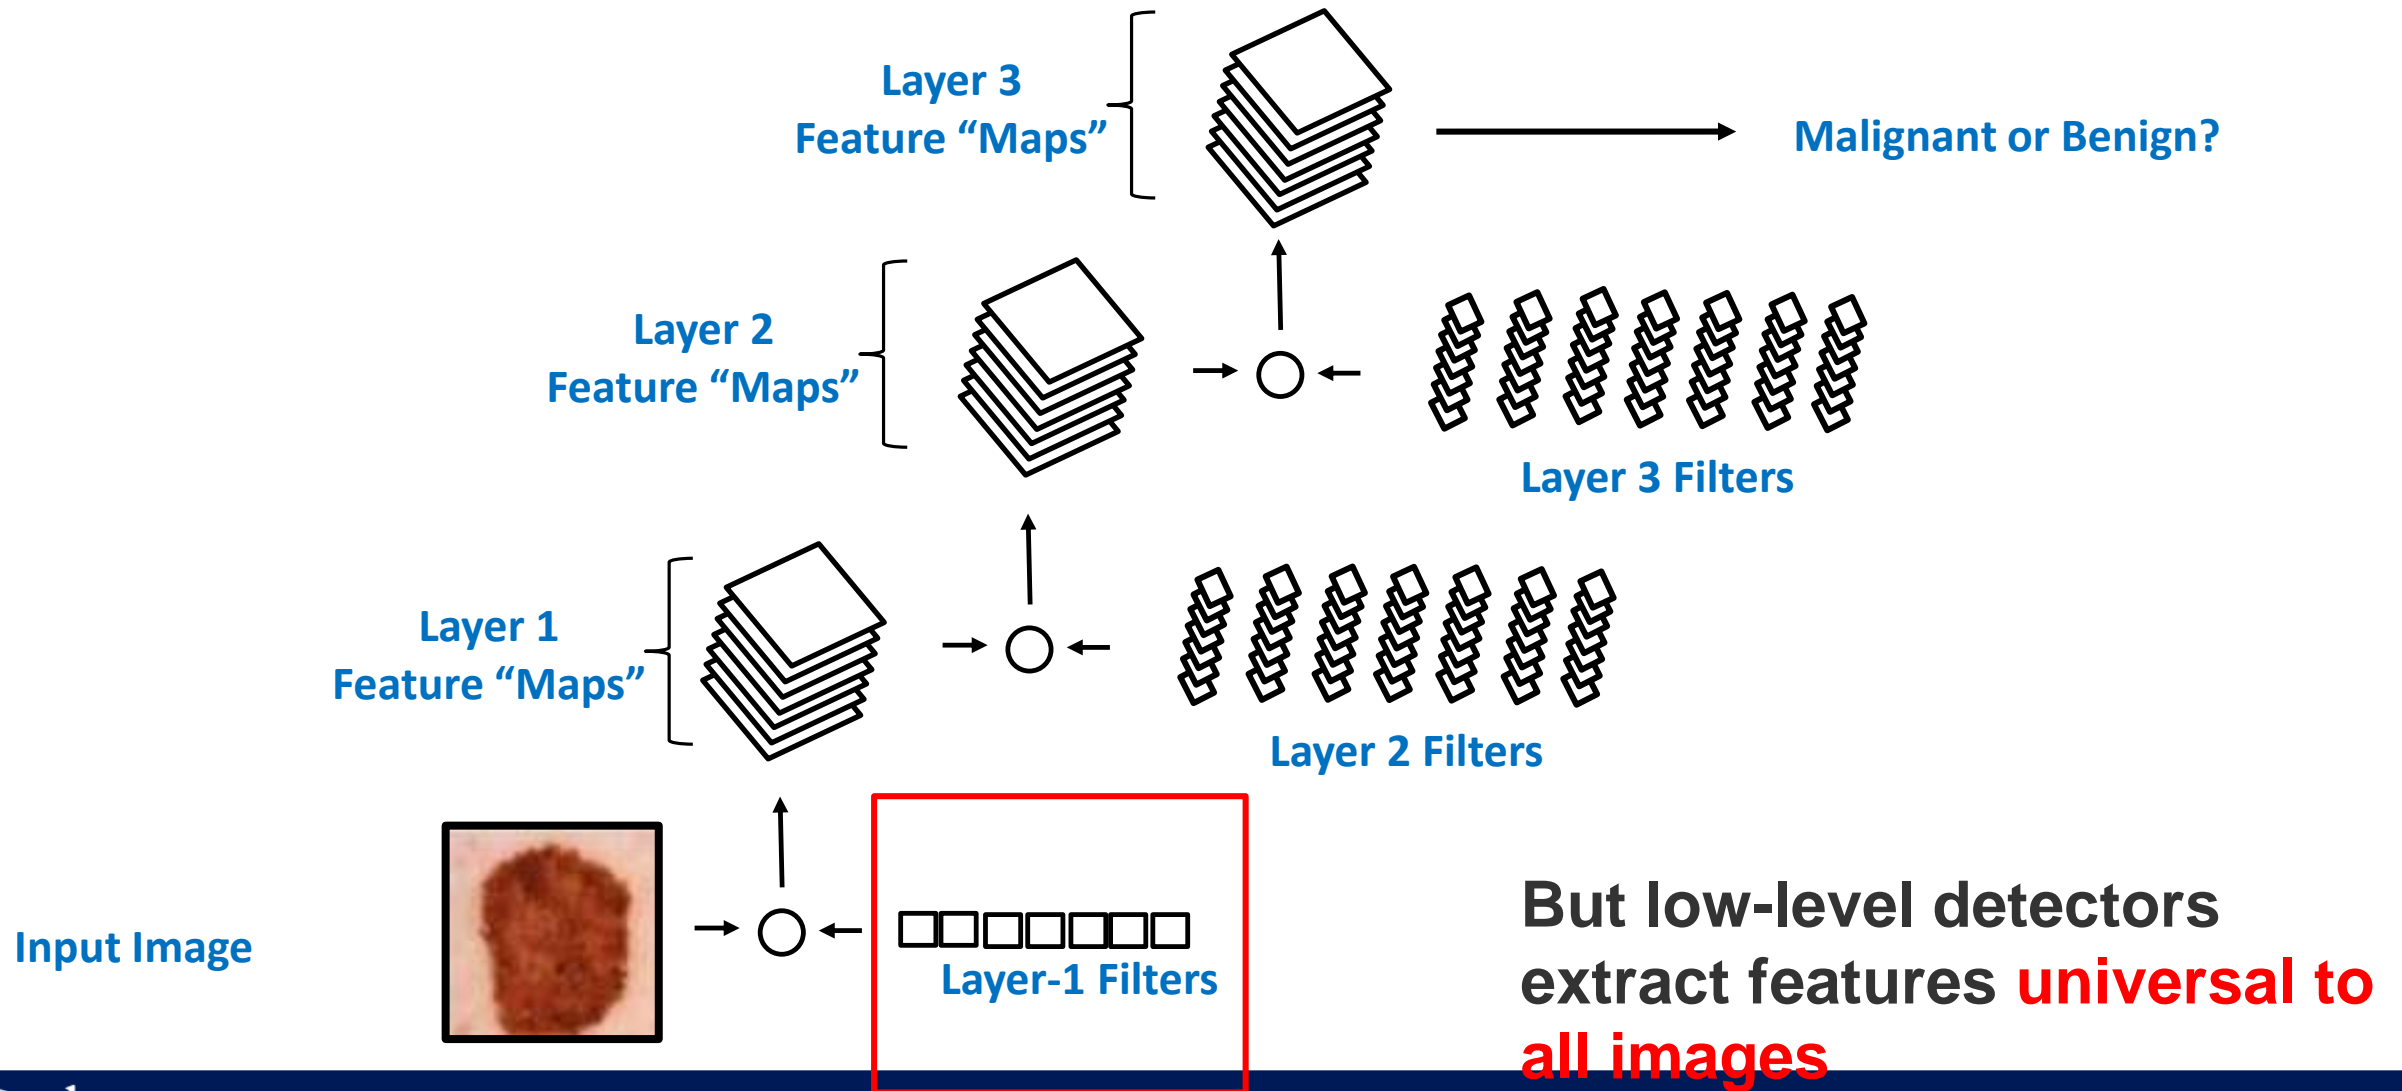 Layer 3
Feature “Maps”
Malignant or Benign?
Layer 2
Feature “Maps”
Layer 3 Filters
Layer 1
Feature “Maps”
Layer 2 Filters
Input Image
Layer-1 Filters
But low-level detectors
extract features universal to
all images